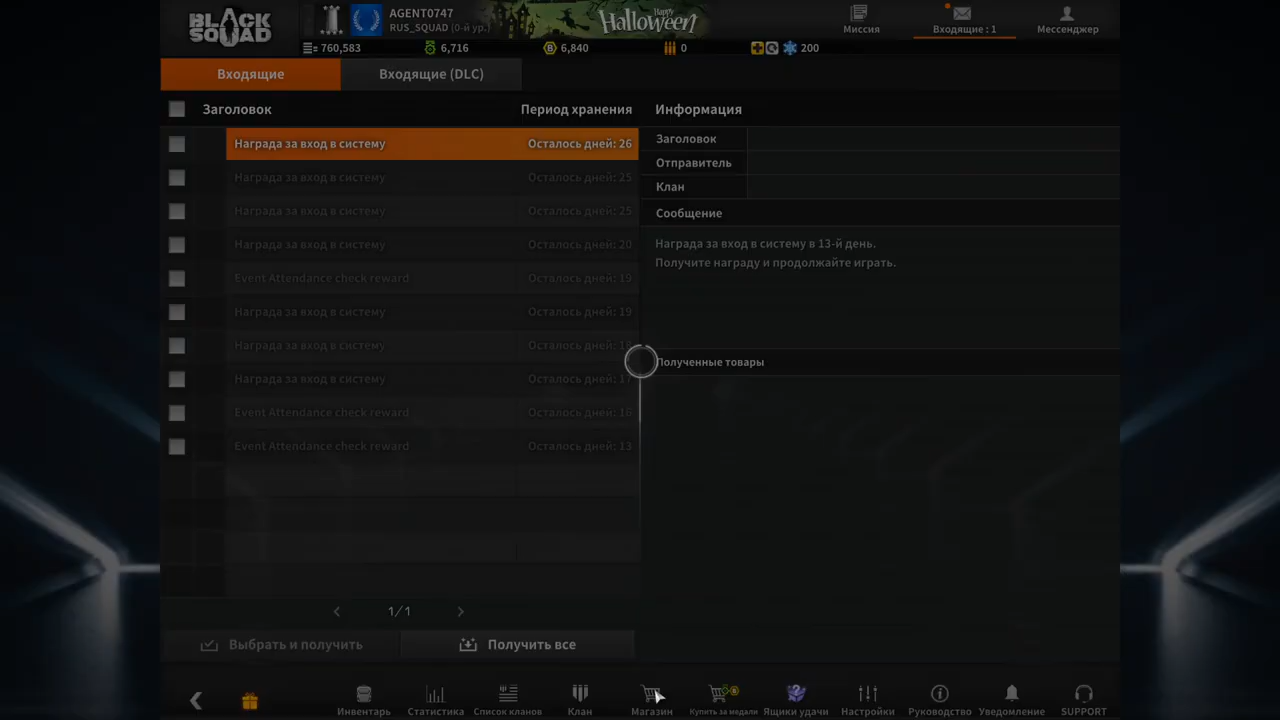 BLACK SQUAD
AGENT0747
RUS_SQUAD (0-й ур.)
Happy Halloween
Миссия
Входящие : 1
Мессенджер
760,583
6,716
B 6,840
0
200
Входящие
Входящие (DLC)
Заголовок
Период хранения
Награда за вход в систему
Осталось дней: 26
Награда за вход в систему
Осталось дней: 25
Награда за вход в систему
Осталось дней: 25
Награда за вход в систему
Осталось дней: 20
Event Attendance check reward
Осталось дней: 19
Награда за вход в систему
Осталось дней: 19
Награда за вход в систему
Осталось дней:
Награда за вход в систему
Осталось дней:
Event Attendance check reward
Осталось дней: 16
Event Attendance check reward
Осталось дней: 13
Информация
Заголовок
Отправитель
Клан
Сообщение
Награда за вход в систему в 13-й день.
Получите награду и продолжайте играть.
Полученные товары
1/1
Выбрать и получить
Получить все
Инвентарь
Статистика
Список кланов
Клан
Магазин
Купить за медали
Ящики удачи
Настройки
Руководство
Уведомление
SUPPORT